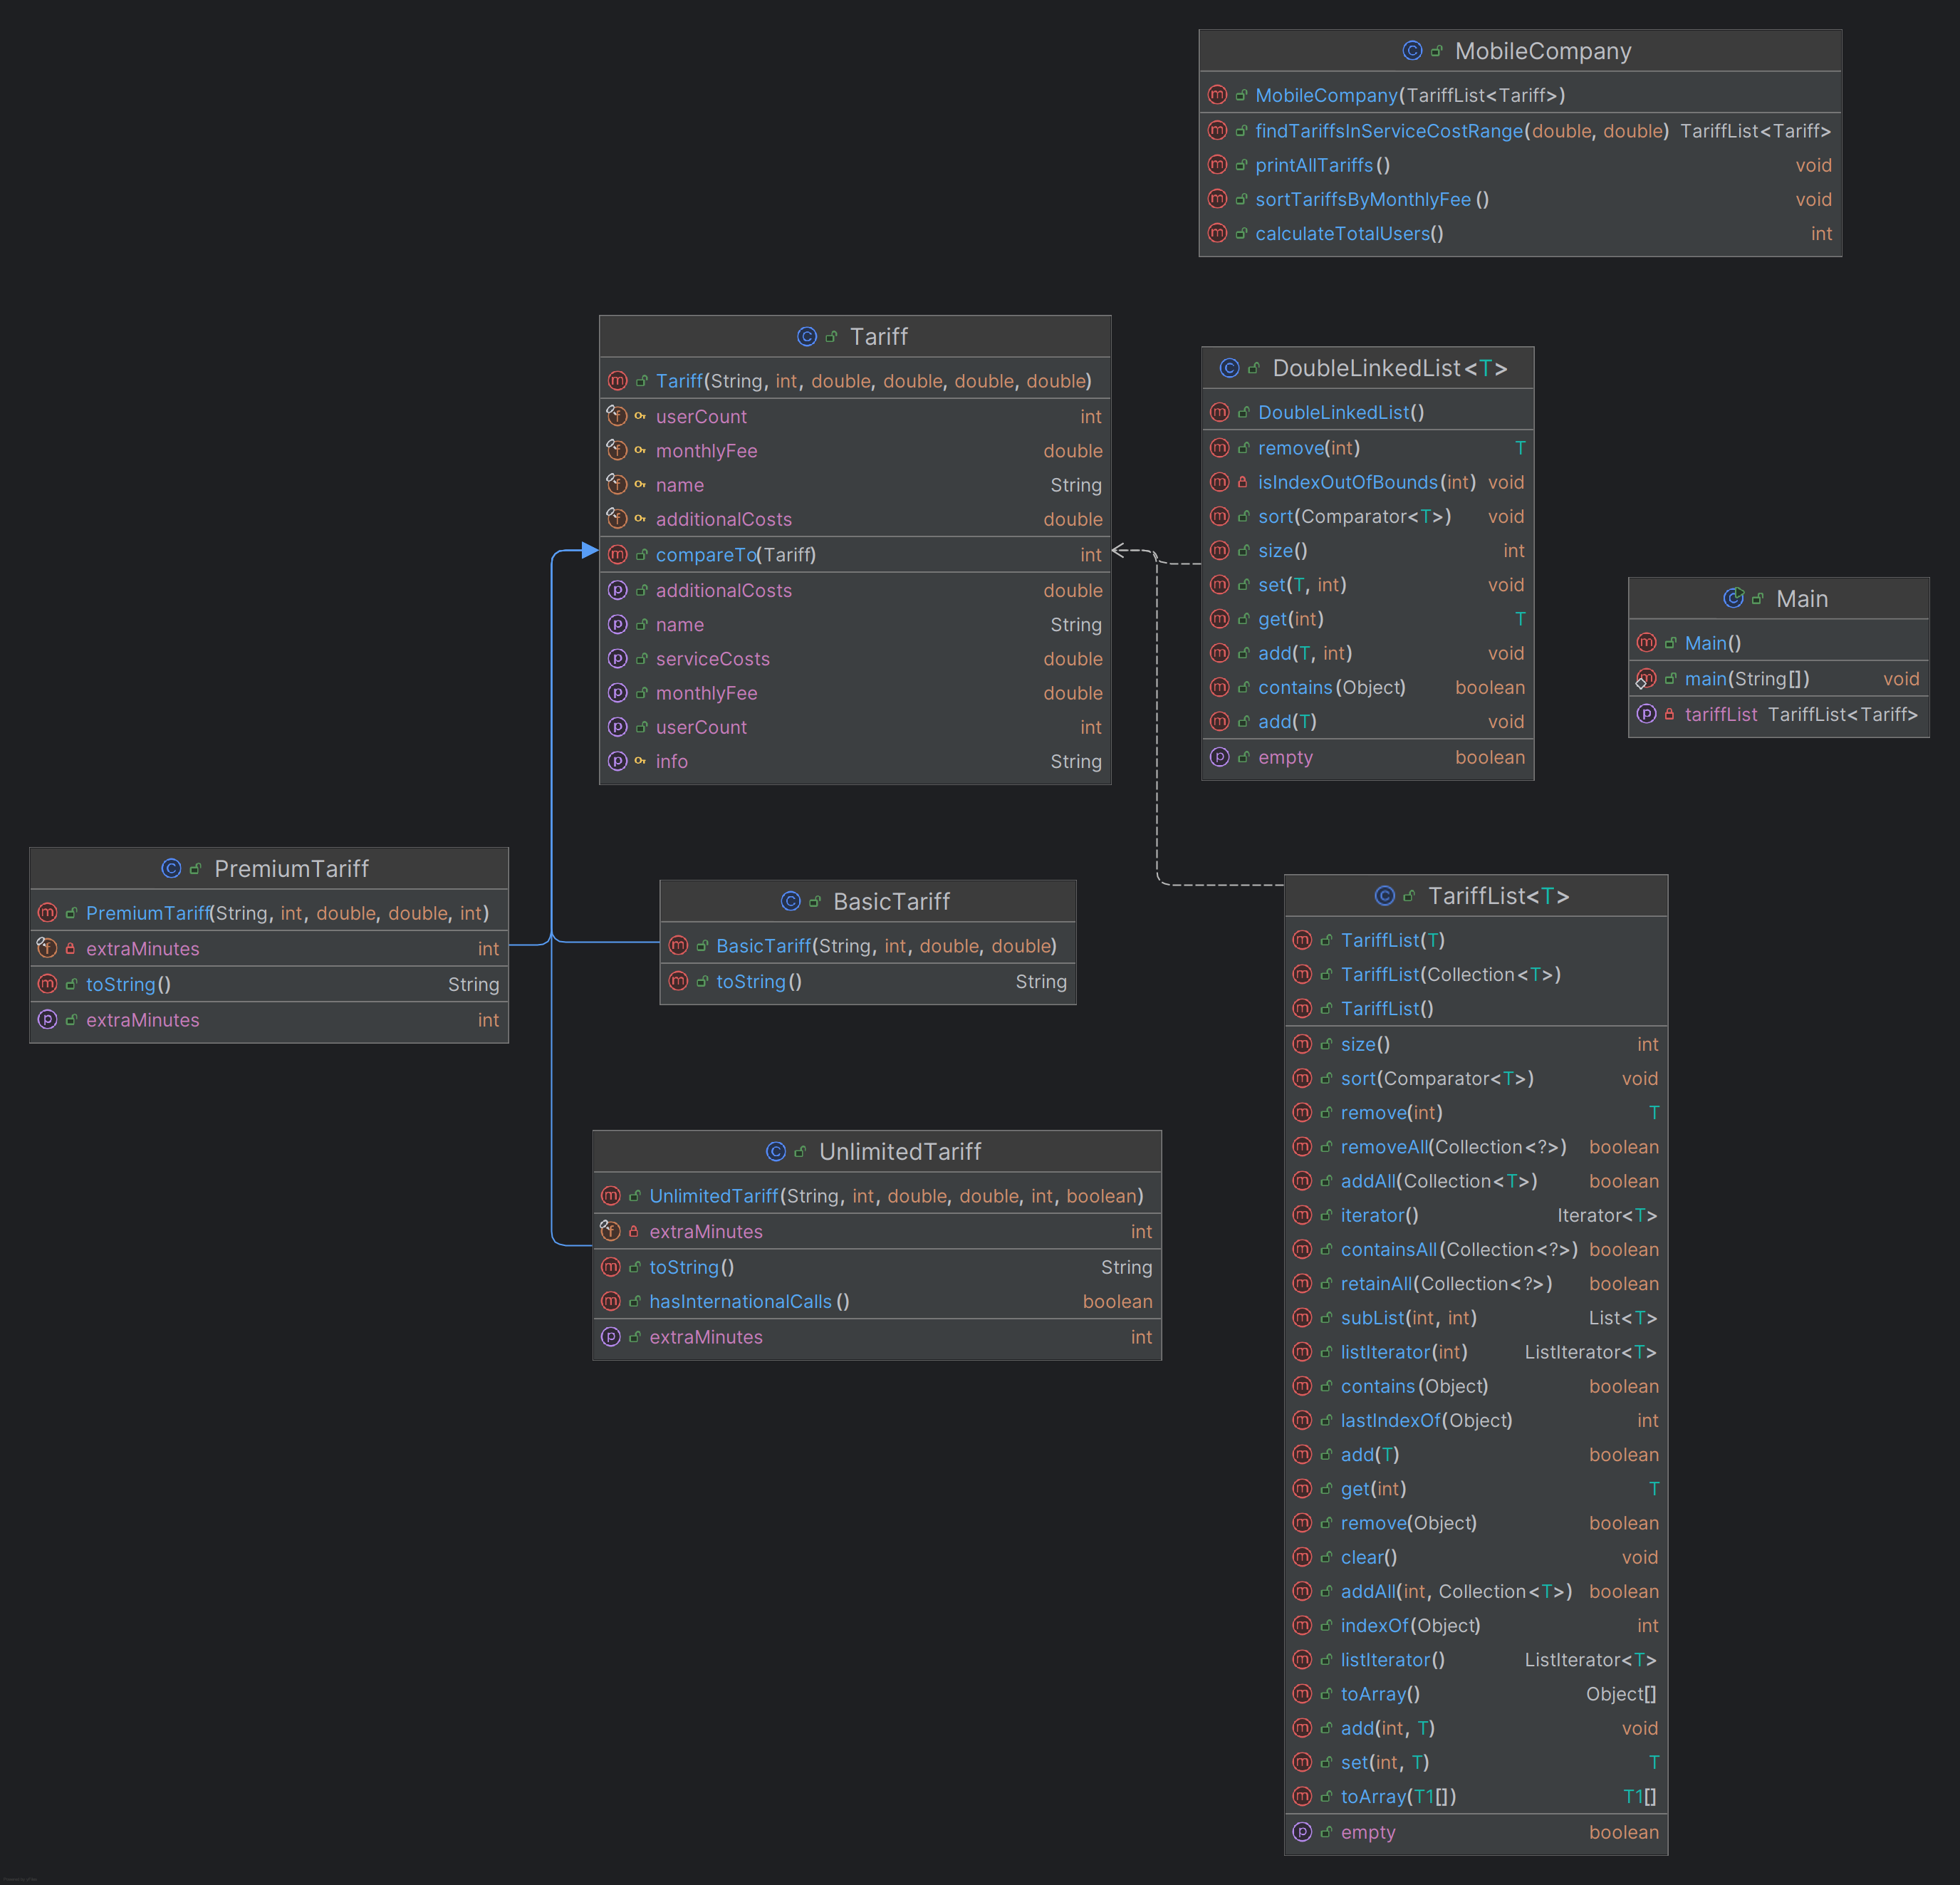 MobileCompany
MobileCompany(TariffList<Tariff>)
findTariffsInServiceCostRange(double, double) TariffList<Tariff>
printAllTariffs() void
sortTariffsByMonthlyFee() void
calculateTotalUsers() int
Tariff
Tariff(String, int, double, double, double, double)
userCount int
monthlyFee double
name String
additionalCosts double
compareTo(Tariff) int
additionalCosts double
name String
serviceCosts double
monthlyFee double
userCount int
info String
DoubleLinkedList<T>
DoubleLinkedList()
remove(int) T
isIndexOutOfBounds(int) void
sort(Comparator<T>) void
size() int
set(T, int) void
get(int) T
add(T, int) void
contains(Object) boolean
add(T) void
empty boolean
Main
Main()
main(String[]) void
tariffList TariffList<Tariff>
PremiumTariff
PremiumTariff(String, int, double, double, int)
extraMinutes int
toString() String
extraMinutes int
BasicTariff
BasicTariff(String, int, double, double)
toString() String
UnlimitedTariff
UnlimitedTariff(String, int, double, double, int, boolean)
extraMinutes int
toString() String
hasInternationalCalls() boolean
extraMinutes int
TariffList<T>
TariffList(T)
TariffList(Collection<T>)
TariffList()
size() int
sort(Comparator<T>) void
remove(int) T
removeAll(Collection<?>) boolean
addAll(Collection<T>) boolean
iterator() Iterator<T>
containsAll(Collection<?>) boolean
retainAll(Collection<?>) boolean
subList(int, int) List<T>
listIterator(int) ListIterator<T>
contains(Object) boolean
lastIndexOf(Object) int
add(T) boolean
get(int) T
remove(Object) boolean
clear() void
addAll(int, Collection<T>) boolean
indexOf(Object) int
listIterator() ListIterator<T>
toArray() Object[]
add(int, T) void
set(int, T) T
toArray(T1[]) T1[]
empty boolean